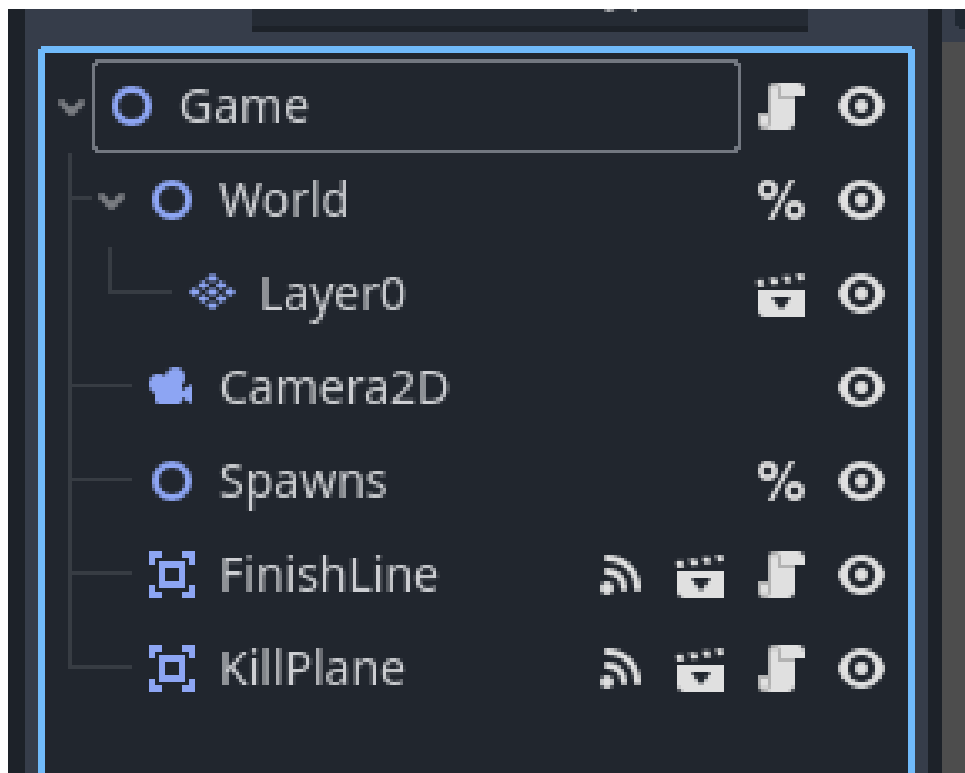 Game
World %
Layer0
Camera2D
Spawns %
FinishLine
KillPlane